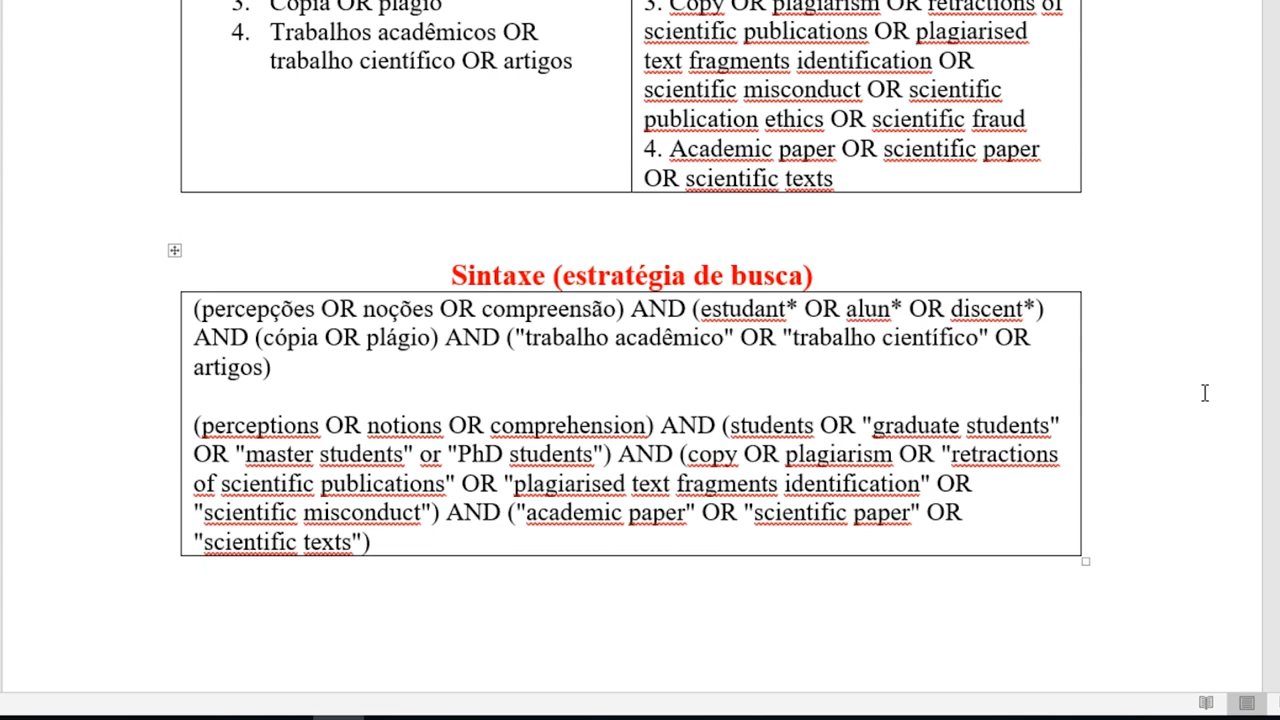 3. Cópia OR plágio
4. Trabalhos acadêmicos OR
trabalho científico OR artigos
3. Copy OR plagiarism OR retractions of
scientific publications OR plagiarised
text fragments identification OR
scientific misconduct OR scientific
publication ethics OR scientific fraud
4. Academic paper OR scientific paper
OR scientific texts
Sintaxe (estratégia de busca)
(percepções OR noções OR compreensão) AND (estudant* OR alun* OR discent*)
AND (cópia OR plágio) AND ("trabalho acadêmico" OR "trabalho científico" OR
artigos)
(perceptions OR notions OR comprehension) AND (students OR "graduate students"
OR "master students" or "PhD students") AND (copy OR plagiarism OR "retractions
of scientific publications" OR "plagiarised text fragments identification" OR
"scientific misconduct") AND ("academic paper" OR "scientific paper" OR
"scientific texts")